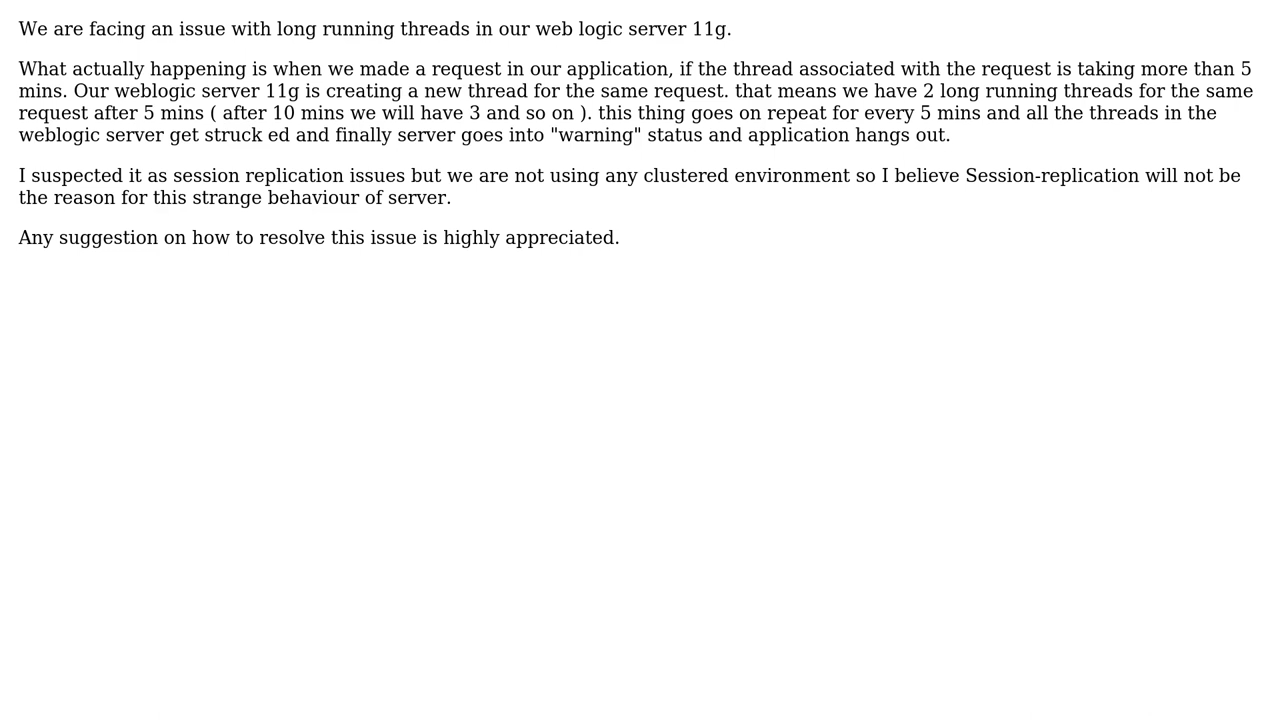 We are facing an issue with long running threads in our web logic server 11g.
What actually happening is when we made a request in our application, if the thread associated with the request is taking more than 5
mins. Our weblogic server 11g is creating a new thread for the same request. that means we have 2 long running threads for the same
request after 5 mins ( after 10 mins we will have 3 and so on ). this thing goes on repeat for every 5 mins and all the threads in the
weblogic server get struck ed and finally server goes into "warning" status and application hangs out.
I suspected it as session replication issues but we are not using any clustered environment so I believe Session-replication will not be
the reason for this strange behaviour of server.
Any suggestion on how to resolve this issue is highly appreciated.